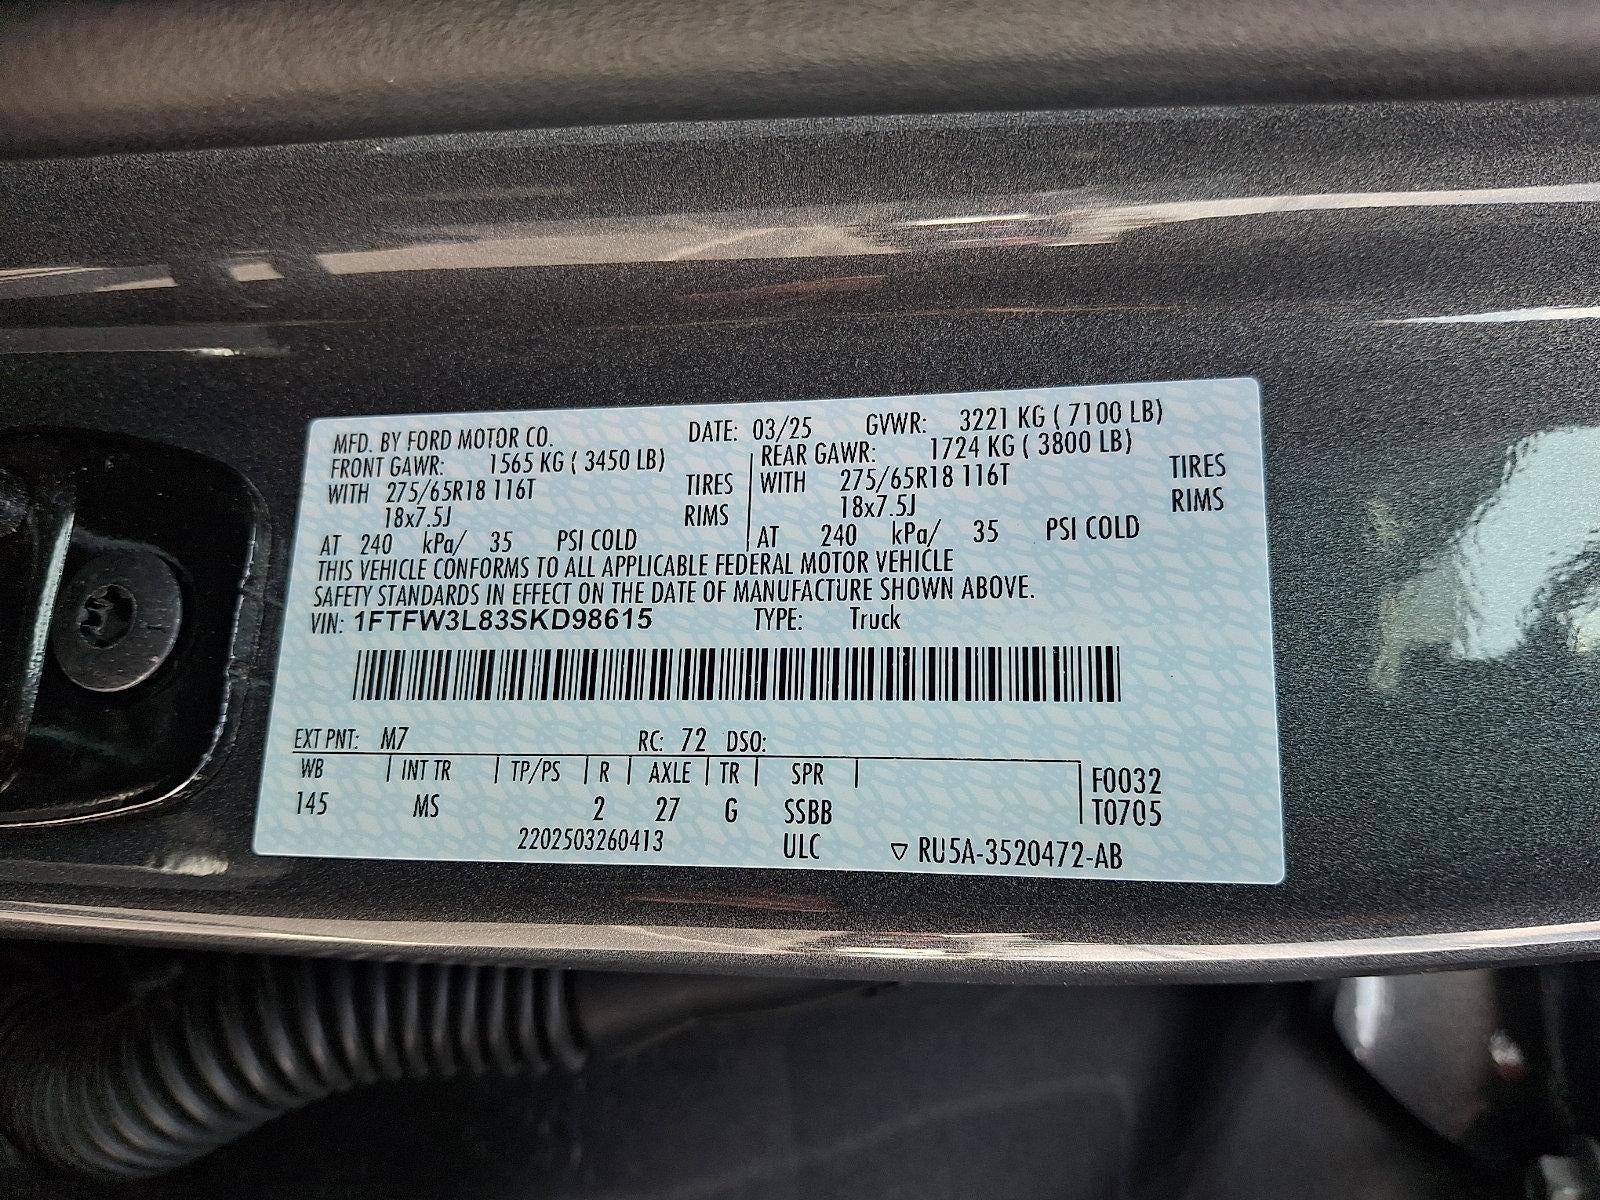 MFD. BY FORD MOTOR CO. DATE: 03/25 GVWR: 3221 KG ( 7100 LB)
FRONT GAWR: 1565 KG ( 3450 LB) REAR GAWR: 1724 KG ( 3800 LB)
WITH 275/65R18 116T TIRES WITH 275/65R18 116T TIRES
18x7.5J RIMS 18x7.5J RIMS
AT 240 kPa/ 35 PSI COLD AT 240 kPa/ 35 PSI COLD
THIS VEHICLE CONFORMS TO ALL APPLICABLE FEDERAL MOTOR VEHICLE
SAFETY STANDARDS IN EFFECT ON THE DATE OF MANUFACTURE SHOWN ABOVE.
VIN: 1FTFW3L83SKD98615 TYPE: Truck
EXT PNT: M7 RC: 72 DSO:
WB INT TR TP/PS R AXLE TR SPR F0032
145 MS 2 27 G SSBB T0705
2202503260413 ULC ▽ RU5A-3520472-AB